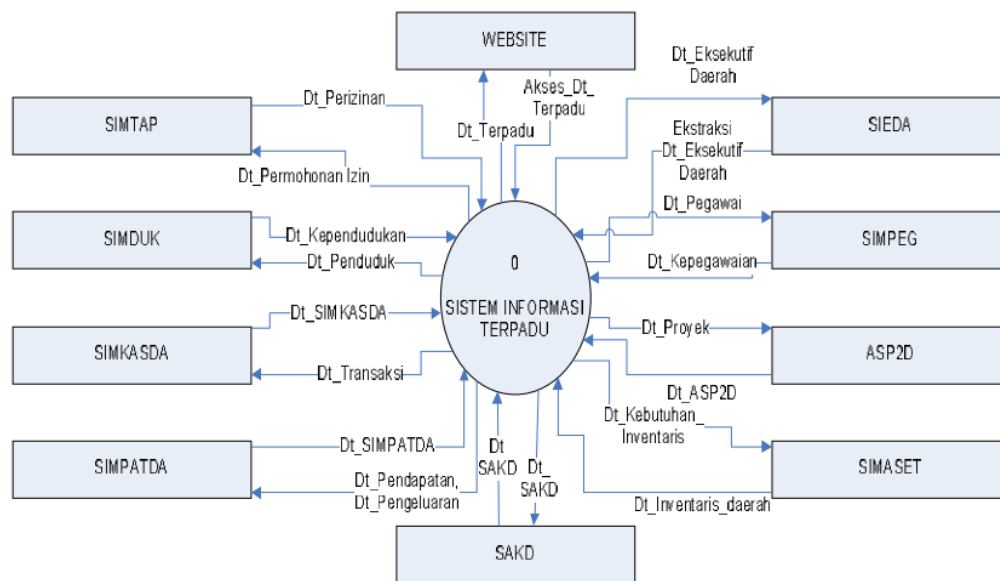 WEBSITE
Dt_Eksekutif
Daerah
SIMTAP
Dt_Perizinan
Akses_Dt_
Terpadu
Dt_Terpadu
SIEDA
Ekstraksi
Dt_Eksekutif
Daerah
Dt_Permohonan Izin
Dt_Pegawai
SIMDUK
Dt_Kependudukan
Dt_Penduduk
0
SISTEM INFORMASI
TERPADU
SIMPEG
Dt_Kepegawaian
SIMKASDA
Dt_SIMKASDA
Dt_Transaksi
Dt_Proyek
ASP2D
Dt_ASP2D
Dt_Kebutuhan_
Inventaris
SIMPATDA
Dt_SIMPATDA
Dt_Pendapatan,
Dt_Pengeluaran
Dt
SAKD
Dt_
SAKD
SIMASET
Dt_Inventaris_daerah
SAKD